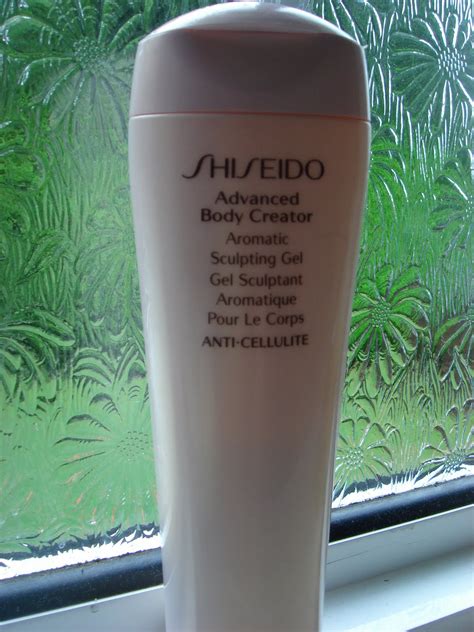 SHISEIDO
Advanced
Body Creator
Aromatic
Sculpting Gel
Gel Sculptant
Aromatique
Pour Le Corps
ANTI-CELLULITE